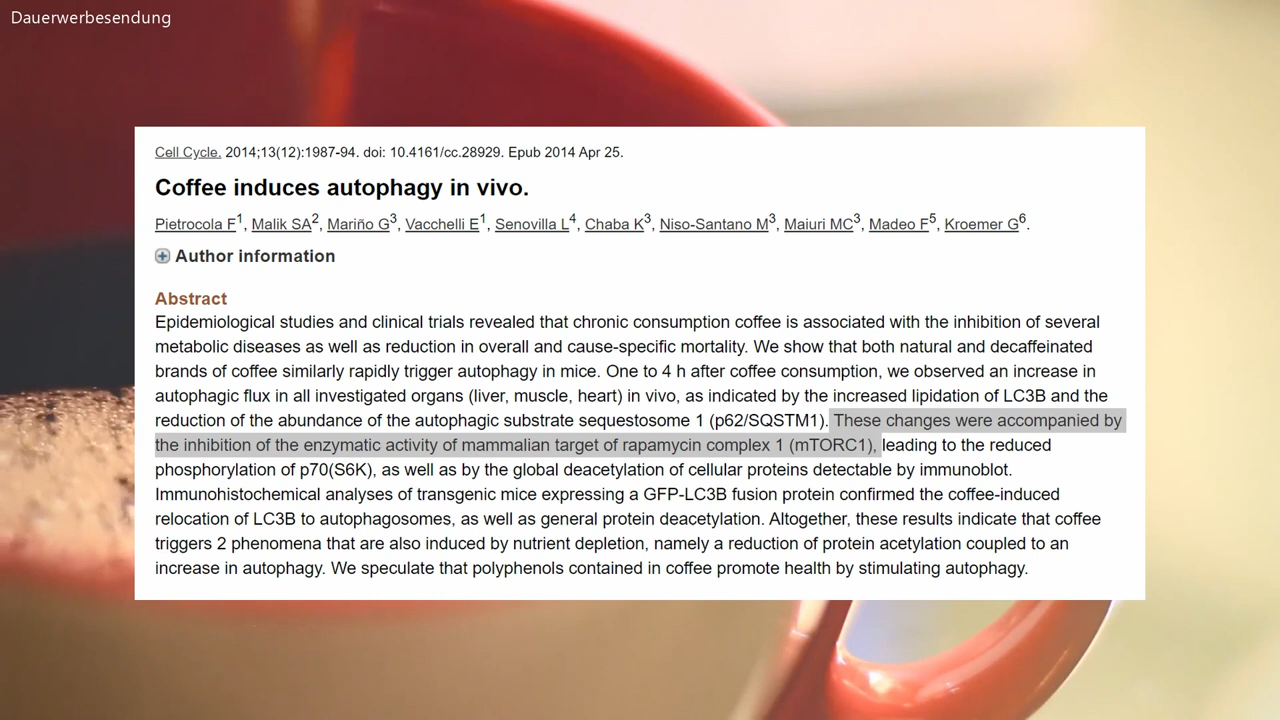 Dauerwerbesendung
Cell Cycle. 2014;13(12):1987-94. doi: 10.4161/cc.28929. Epub 2014 Apr 25.
Coffee induces autophagy in vivo.
Pietrocola F1, Malik SA2, Mariño G3, Vacchelli E1, Senovilla L4, Chaba K3, Niso-Santano M3, Maiuri MC3, Madeo F5, Kroemer G6.
Author information
Abstract
Epidemiological studies and clinical trials revealed that chronic consumption coffee is associated with the inhibition of several
metabolic diseases as well as reduction in overall and cause-specific mortality. We show that both natural and decaffeinated
brands of coffee similarly rapidly trigger autophagy in mice. One to 4 h after coffee consumption, we observed an increase in
autophagic flux in all investigated organs (liver, muscle, heart) in vivo, as indicated by the increased lipidation of LC3B and the
reduction of the abundance of the autophagic substrate sequestosome 1 (p62/SQSTM1). These changes were accompanied by
the inhibition of the enzymatic activity of mammalian target of rapamycin complex 1 (mTORC1), leading to the reduced
phosphorylation of p70(S6K), as well as by the global deacetylation of cellular proteins detectable by immunoblot.
Immunohistochemical analyses of transgenic mice expressing a GFP-LC3B fusion protein confirmed the coffee-induced
relocation of LC3B to autophagosomes, as well as general protein deacetylation. Altogether, these results indicate that coffee
triggers 2 phenomena that are also induced by nutrient depletion, namely a reduction of protein acetylation coupled to an
increase in autophagy. We speculate that polyphenols contained in coffee promote health by stimulating autophagy.